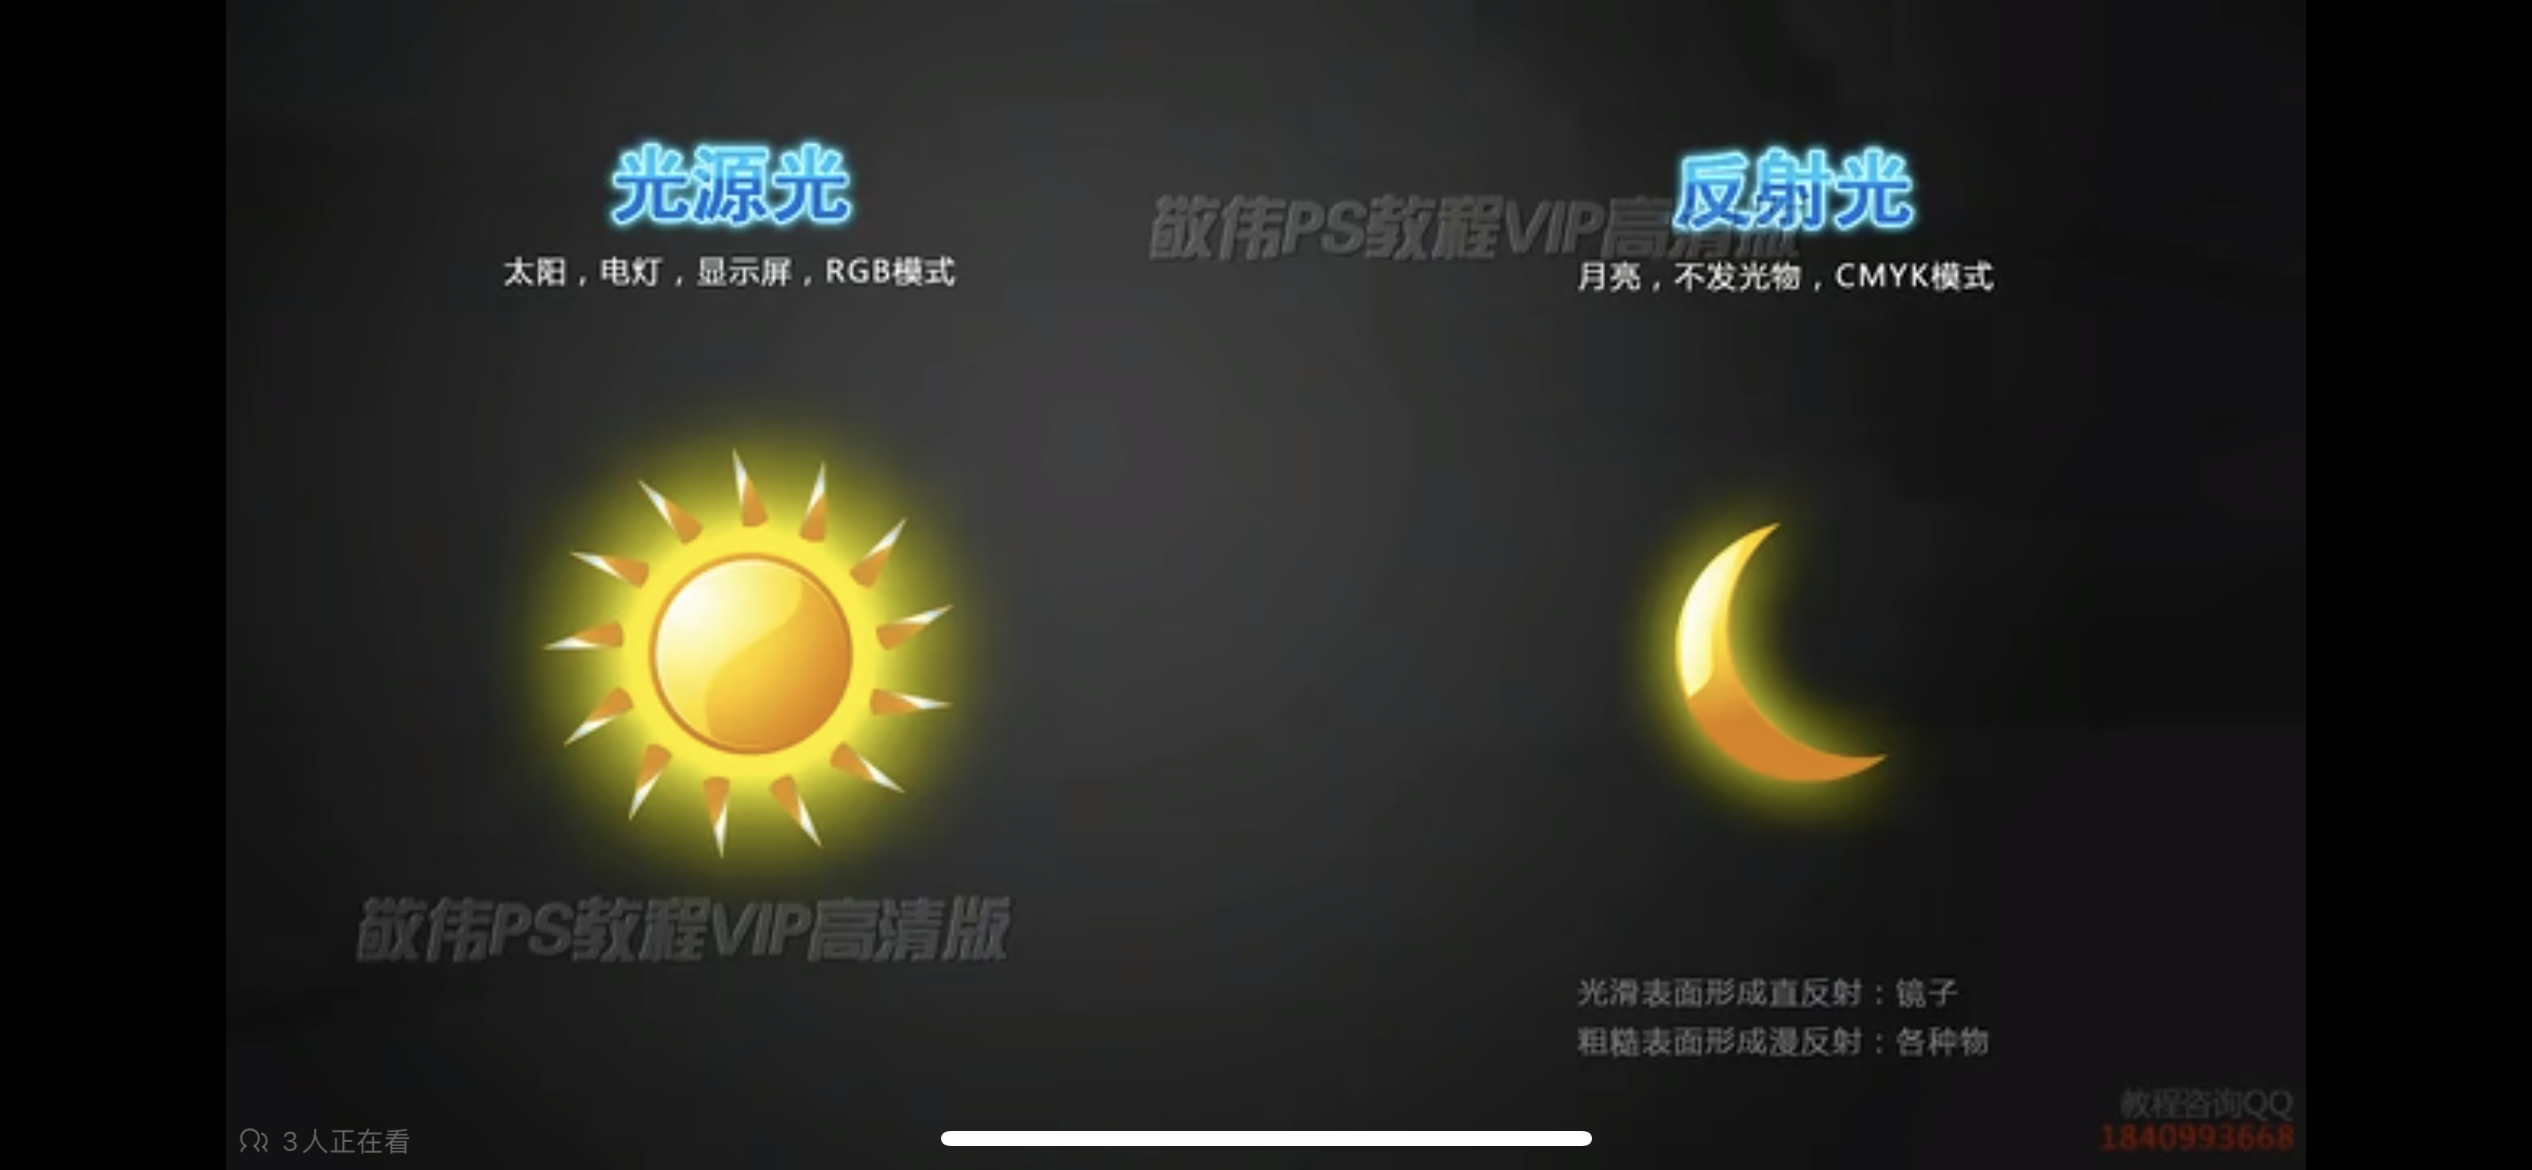 光源光
太阳，电灯，显示屏，RGB模式
敬伟PS教程VIP高清版
反射光
月亮，不发光物，CMYK模式
敬伟PS教程VIP高清版
光滑表面形成直反射：镜子
粗糙表面形成漫反射：各种物
教程咨询QQ
1840993668
3人正在看